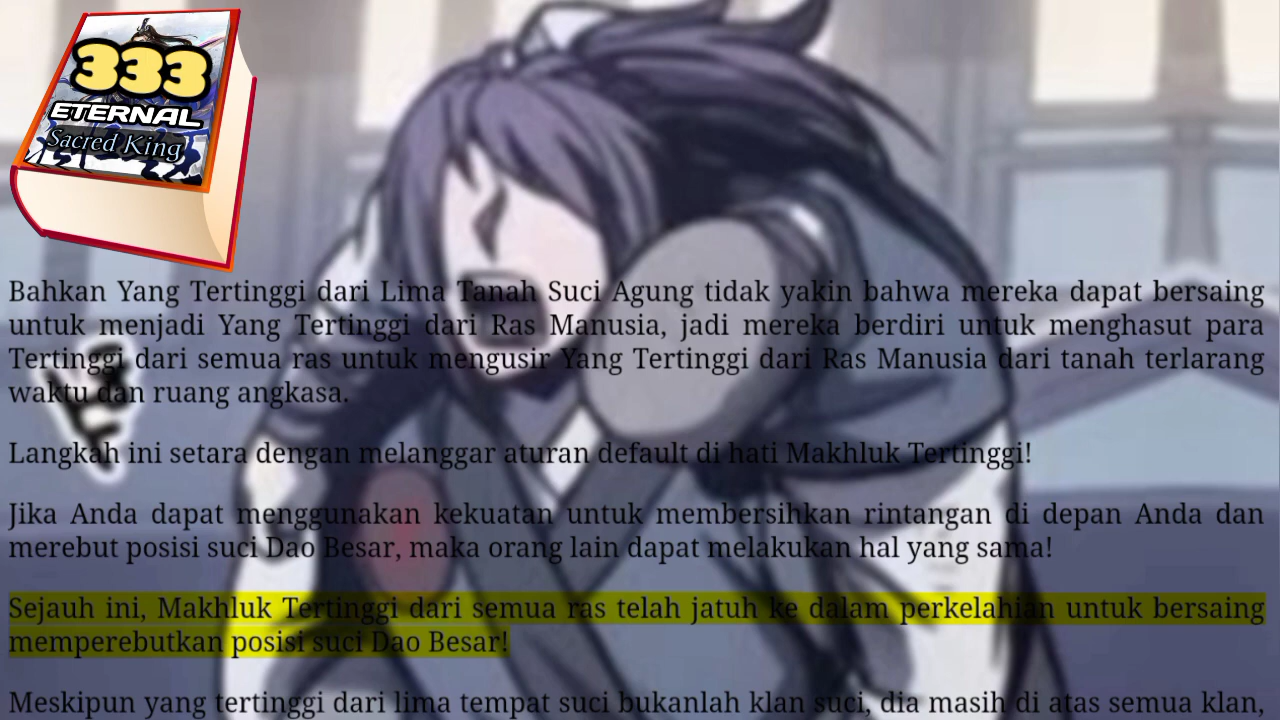 333
ETERNAL
Sacred King
Bahkan Yang Tertinggi dari Lima Tanah Suci Agung tidak yakin bahwa mereka dapat bersaing
untuk menjadi Yang Tertinggi dari Ras Manusia, jadi mereka berdiri untuk menghasut para
Tertinggi dari semua ras untuk mengusir Yang Tertinggi dari Ras Manusia dari tanah terlarang
waktu dan ruang angkasa.
Langkah ini setara dengan melanggar aturan default di hati Makhluk Tertinggi!
Jika Anda dapat menggunakan kekuatan untuk membersihkan rintangan di depan Anda dan
merebut posisi suci Dao Besar, maka orang lain dapat melakukan hal yang sama!
Sejauh ini, Makhluk Tertinggi dari semua ras telah jatuh ke dalam perkelahian untuk bersaing
memperebutkan posisi suci Dao Besar!
Meskipun yang tertinggi dari lima tempat suci bukanlah klan suci, dia masih di atas semua klan,